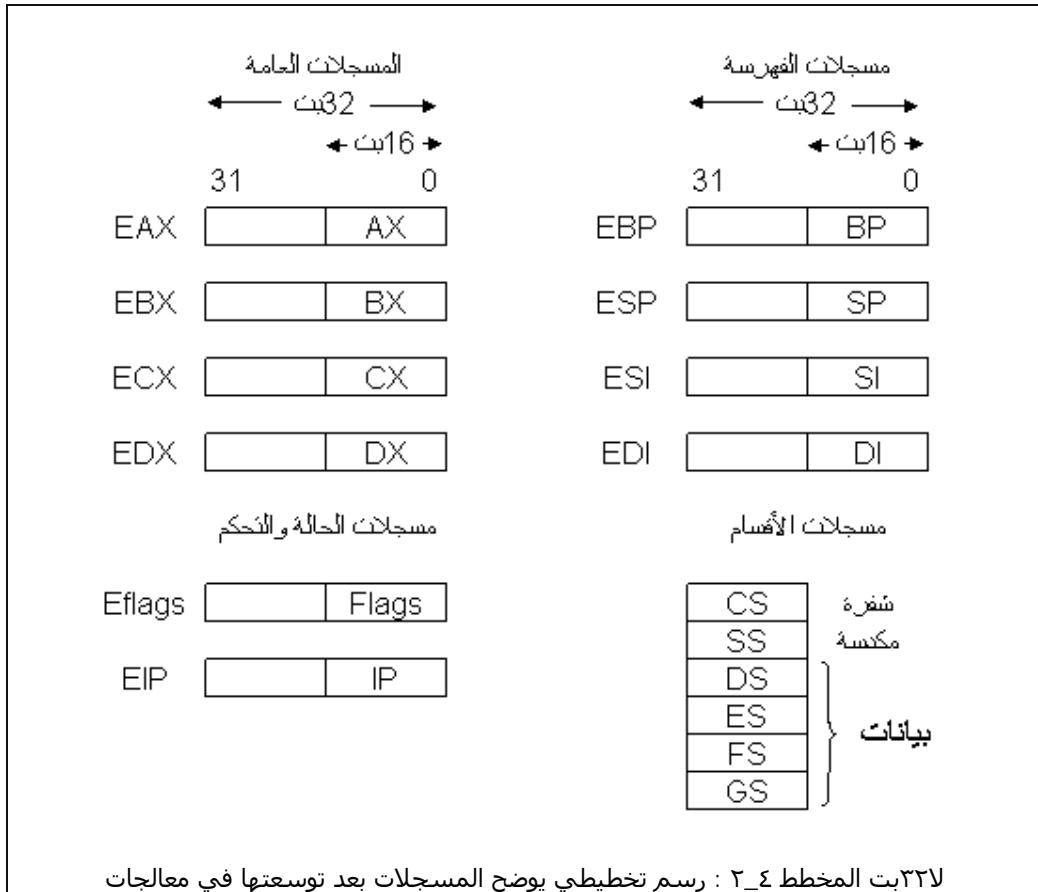 المسجلات العامة
32بت
16بت
31 0
EAX AX
EBX BX
ECX CX
EDX DX
مسجلات الفهرسة
32بت
16بت
31 0
EBP BP
ESP SP
ESI SI
EDI DI
مسجلات الحالة والتحكم
Eflags Flags
EIP IP
مسجلات الأقسام
CS شفرة
SS مكدسة
DS
ES
FS
GS
بيانات
لا٣٢بت المخطط ٤_٢ : رسم تخطيطي يوضح المسجلات بعد توسعتها في معالجات